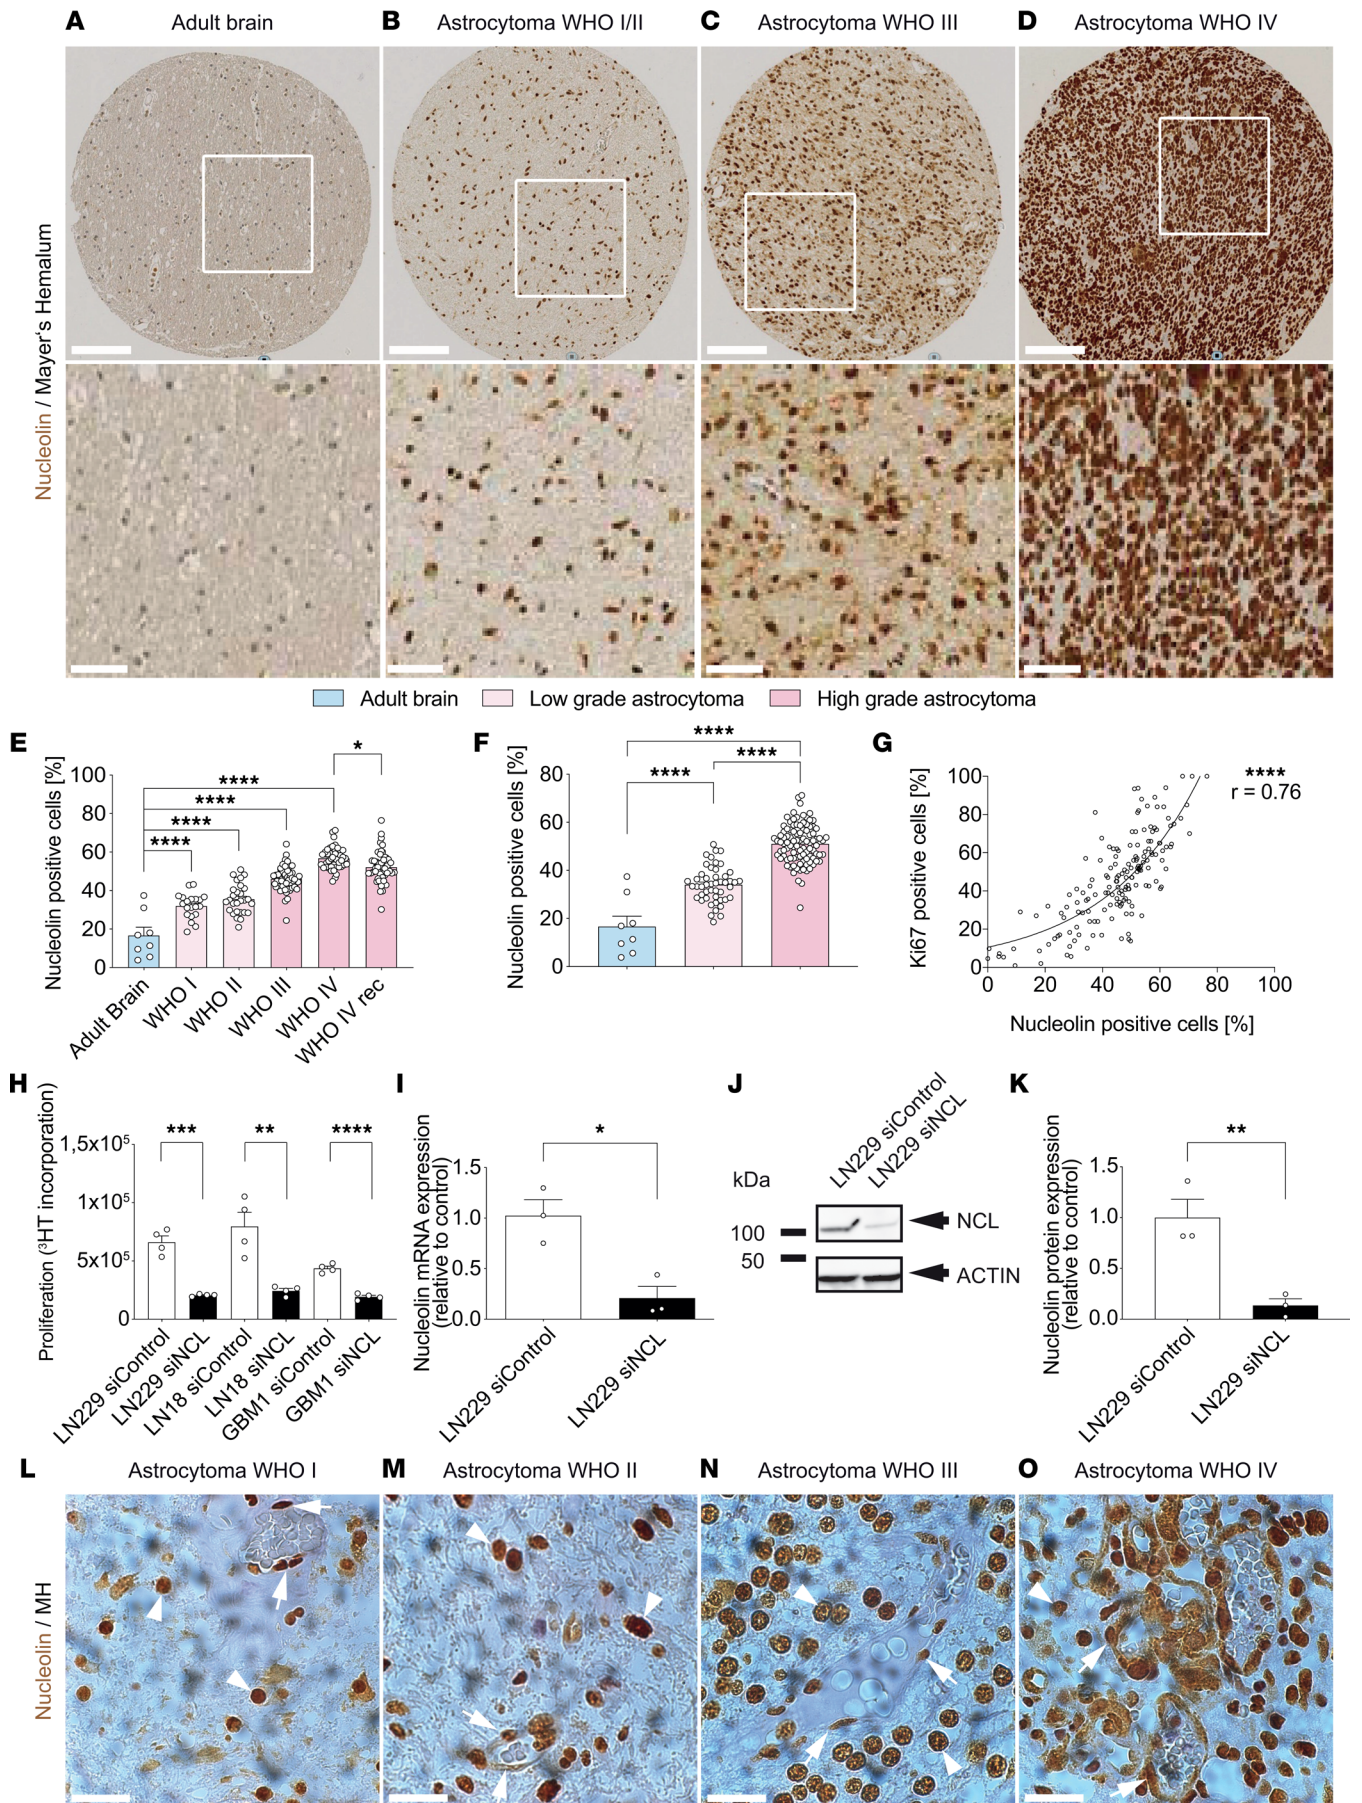 A Adult brain
B Astrocytoma WHO I/II
C Astrocytoma WHO III
D Astrocytoma WHO IV
Nucleolin / Mayer's Hemalum
Adult brain
Low grade astrocytoma
High grade astrocytoma
E
Nucleolin positive cells [%]
100
80
60
40
20
0
****
****
****
****
*
Adult Brain
WHO I
WHO II
WHO III
WHO IV
WHO IV rec
F
Nucleolin positive cells [%]
80
60
40
20
0
****
****
****
G
Ki67 positive cells [%]
100
80
60
40
20
0
****
r = 0.76
0 20 40 60 80 100
Nucleolin positive cells [%]
H
Proliferation (³HT incorporation)
1,5x10⁵
1x10⁵
5x10⁵
0
***
**
****
LN229 siControl
LN229 siNCL
LN18 siControl
LN18 siNCL
GBM1 siControl
GBM1 siNCL
I
Nucleolin mRNA expression
(relative to control)
1.5
1.0
0.5
0.0
*
LN229 siControl
LN229 siNCL
J
LN229 siControl
LN229 siNCL
kDa
100
50
NCL
ACTIN
K
Nucleolin protein expression
(relative to control)
1.5
1.0
0.5
0.0
**
LN229 siControl
LN229 siNCL
L Astrocytoma WHO I
M Astrocytoma WHO II
N Astrocytoma WHO III
O Astrocytoma WHO IV
Nucleolin / MH